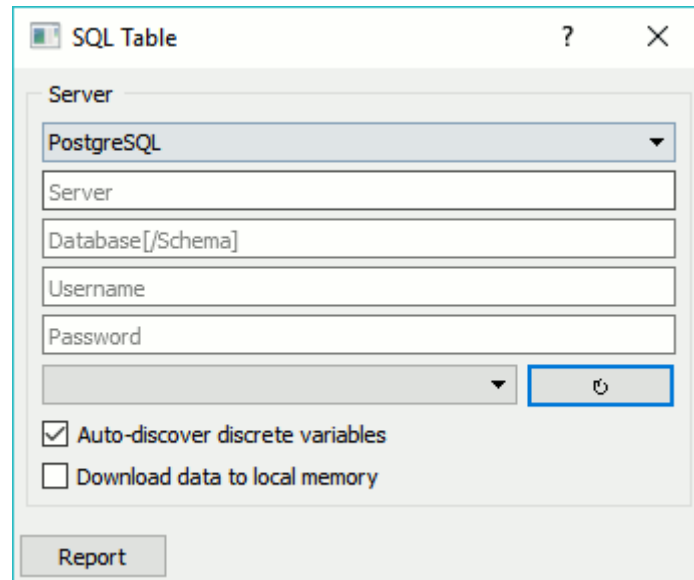 SQL Table
?
Server
PostgreSQL
Server
Database[/Schema]
Username
Password
Auto-discover discrete variables
Download data to local memory
Report